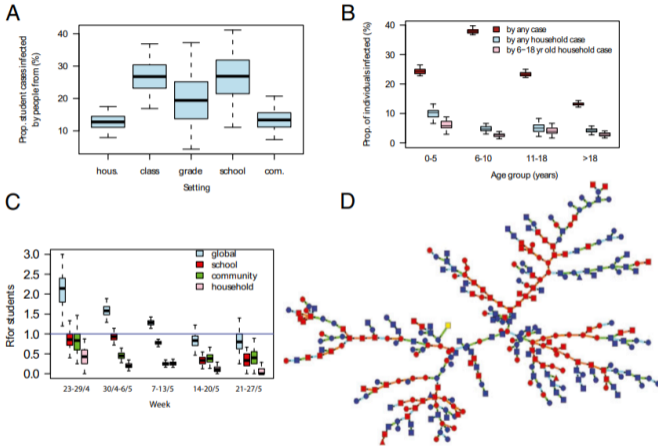 A
Prop. student cases infected
by people from (%)
40
30
20
10
hous. class grade school com.
Setting
B
Prop. of individuals infected (%)
40
30
20
10
0
by any case
by any household case
by 6-18 yr old household case
0-5 6-10 11-18 >18
Age group (years)
C
Rfor students
3.0
2.5
2.0
1.5
1.0
0.5
0.0
global
school
community
household
23-29/4 30/4-6/5 7-13/5 14-20/5 21-27/5
Week
D